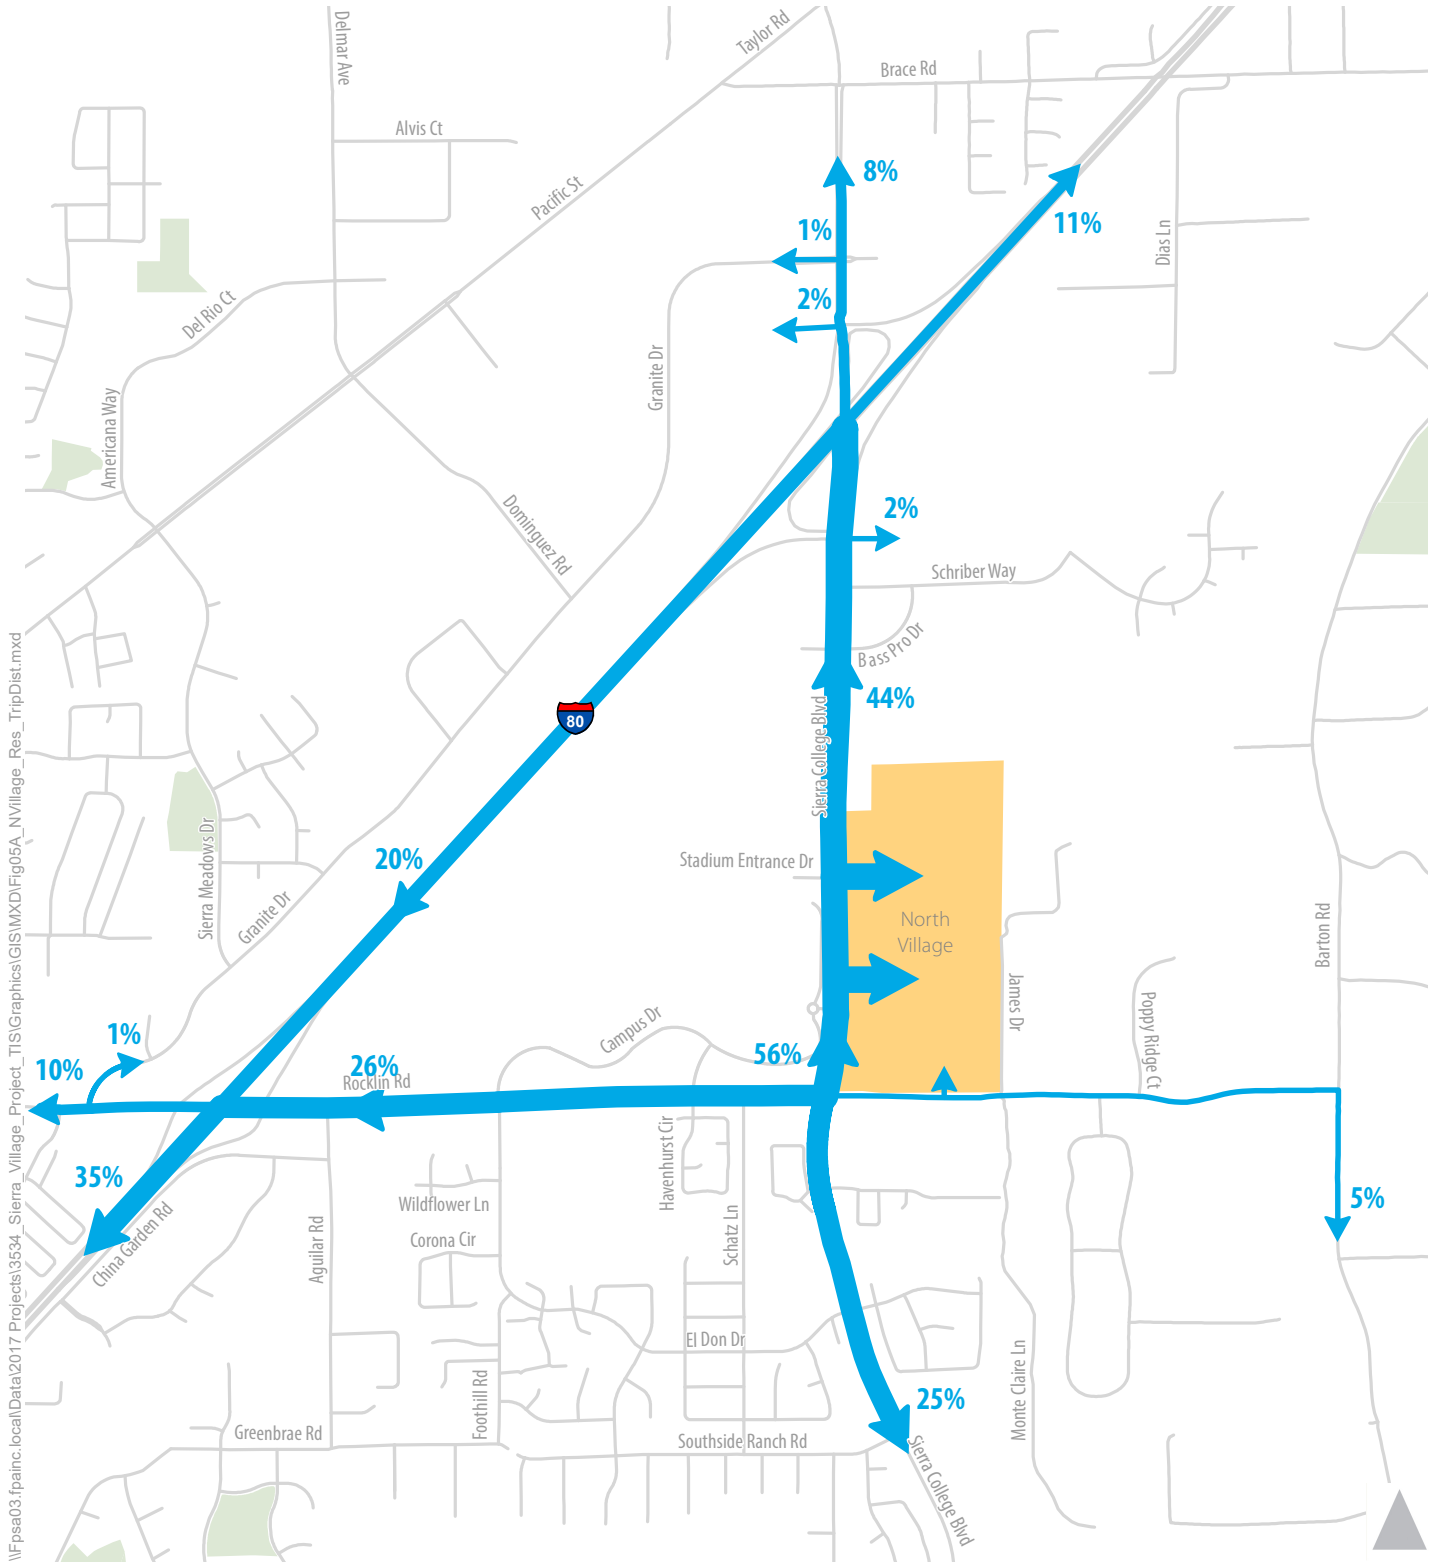 Delmar Ave
Taylor Rd
Brace Rd
Alvis Ct
8%
Pacific St
1%
11%
Dias Ln
2%
Del Rio Ct
Granite Dr
Americana Way
2%
Dominguez Rd
Schriber Way
Bass Pro Dr
44%
80
Sierra College Blvd
20%
Stadium Entrance Dr
Sierra Meadows Dr
Granite Dr
North
Village
Barton Rd
James Dr
Poppy Ridge Ct
Campus Dr
1%
56%
10%
26%
Rocklin Rd
35%
Havenhurst Cir
5%
Wildflower Ln
China Garden Rd
Schatz Ln
Corona Cir
Aguilar Rd
El Don Dr
Monte Claire Ln
Foothill Rd
25%
Greenbrae Rd
Southside Ranch Rd
Sierra College Blvd
\\Fpsa03.fpainc.local\Data\2017 Projects\3534_Sierra_Village_Project_TIS\Graphics\GIS\MXD\Fig05A_NVillage_Res_TripDist.mxd